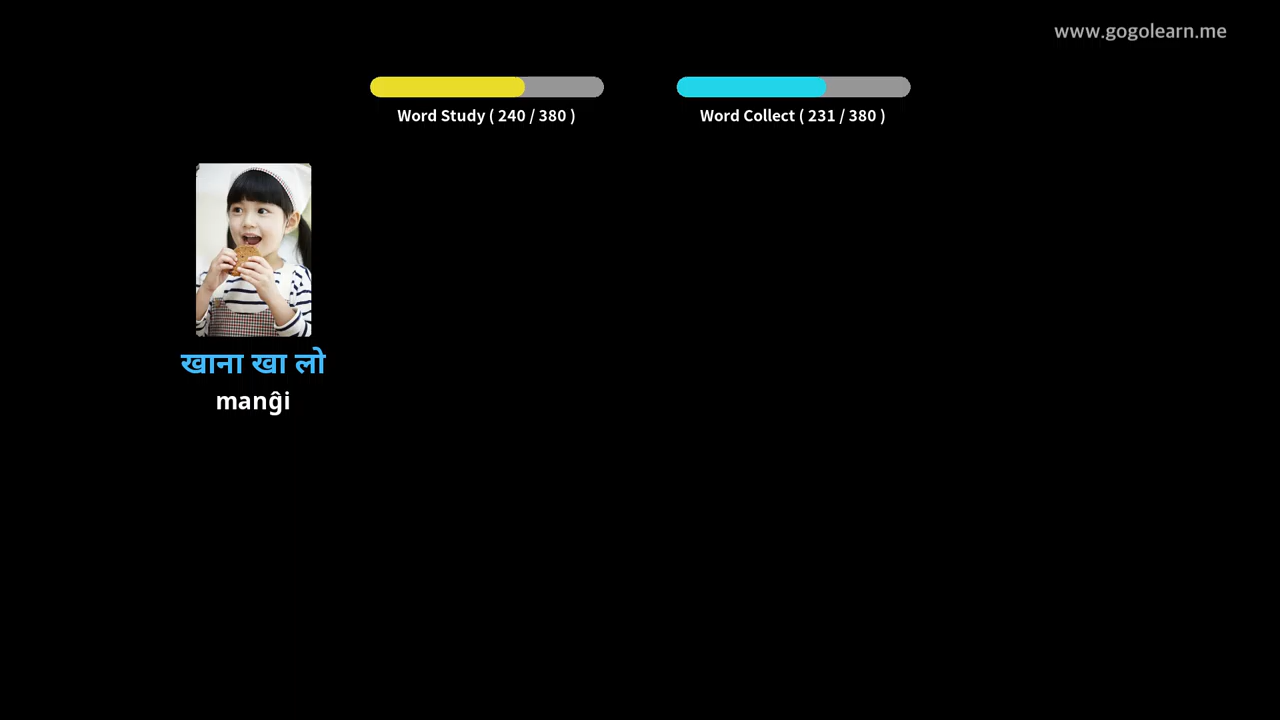 www.gogolearn.me
Word Study ( 240 / 380 )
Word Collect ( 231 / 380 )
खाना खा लो
manĝi